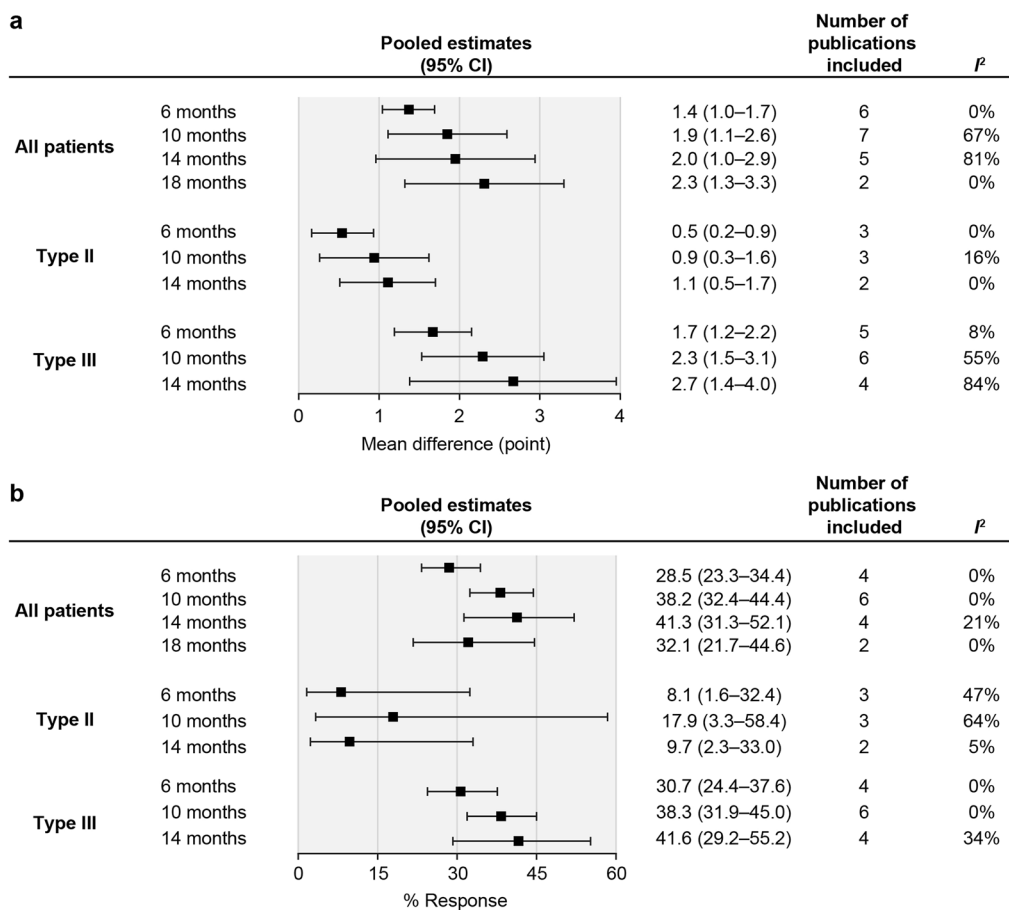 a
Pooled estimates (95% CI) Number of publications included I²
All patients
6 months 1.4 (1.0–1.7) 6 0%
10 months 1.9 (1.1–2.6) 7 67%
14 months 2.0 (1.0–2.9) 5 81%
18 months 2.3 (1.3–3.3) 2 0%
Type II
6 months 0.5 (0.2–0.9) 3 0%
10 months 0.9 (0.3–1.6) 3 16%
14 months 1.1 (0.5–1.7) 2 0%
Type III
6 months 1.7 (1.2–2.2) 5 8%
10 months 2.3 (1.5–3.1) 6 55%
14 months 2.7 (1.4–4.0) 4 84%
0 1 2 3 4
Mean difference (point)
b
Pooled estimates (95% CI) Number of publications included I²
All patients
6 months 28.5 (23.3–34.4) 4 0%
10 months 38.2 (32.4–44.4) 6 0%
14 months 41.3 (31.3–52.1) 4 21%
18 months 32.1 (21.7–44.6) 2 0%
Type II
6 months 8.1 (1.6–32.4) 3 47%
10 months 17.9 (3.3–58.4) 3 64%
14 months 9.7 (2.3–33.0) 2 5%
Type III
6 months 30.7 (24.4–37.6) 4 0%
10 months 38.3 (31.9–45.0) 6 0%
14 months 41.6 (29.2–55.2) 4 34%
0 15 30 45 60
% Response